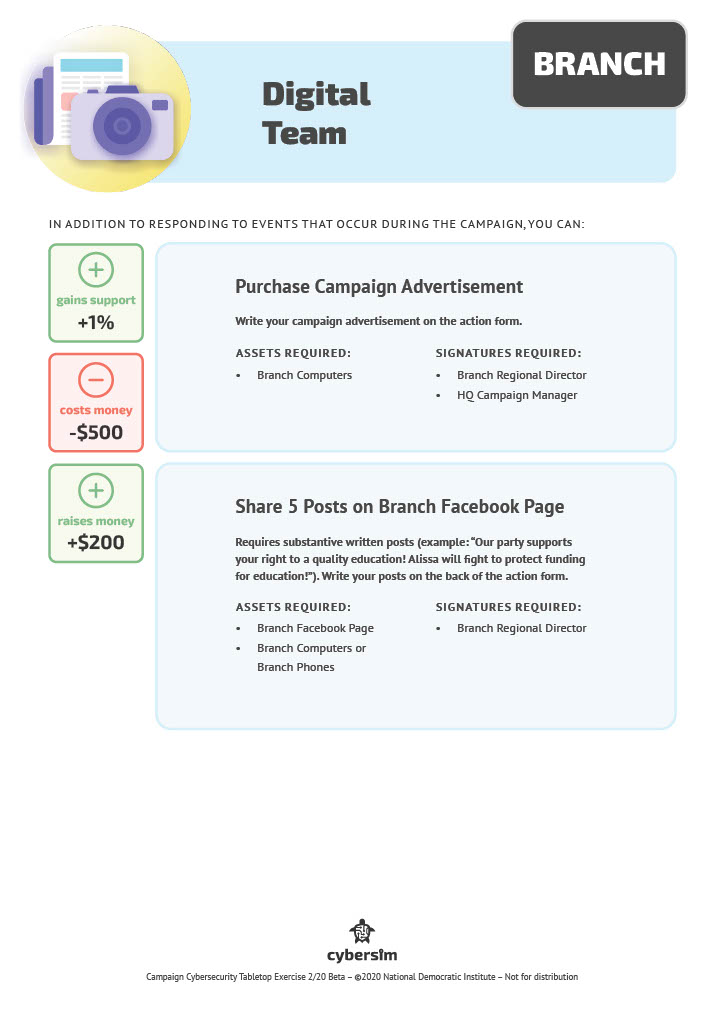 BRANCH
Digital
Team
IN ADDITION TO RESPONDING TO EVENTS THAT OCCUR DURING THE CAMPAIGN, YOU CAN:
gains support
+1%
costs money
-$500
Purchase Campaign Advertisement
Write your campaign advertisement on the action form.
ASSETS REQUIRED:
• Branch Computers
SIGNATURES REQUIRED:
• Branch Regional Director
• HQ Campaign Manager
raises money
+$200
Share 5 Posts on Branch Facebook Page
Requires substantive written posts (example: “Our party supports
your right to a quality education! Alissa will fight to protect funding
for education!”). Write your posts on the back of the action form.
ASSETS REQUIRED:
• Branch Facebook Page
• Branch Computers or
Branch Phones
SIGNATURES REQUIRED:
• Branch Regional Director
cybersim
Campaign Cybersecurity Tabletop Exercise 2/20 Beta – ©2020 National Democratic Institute – Not for distribution